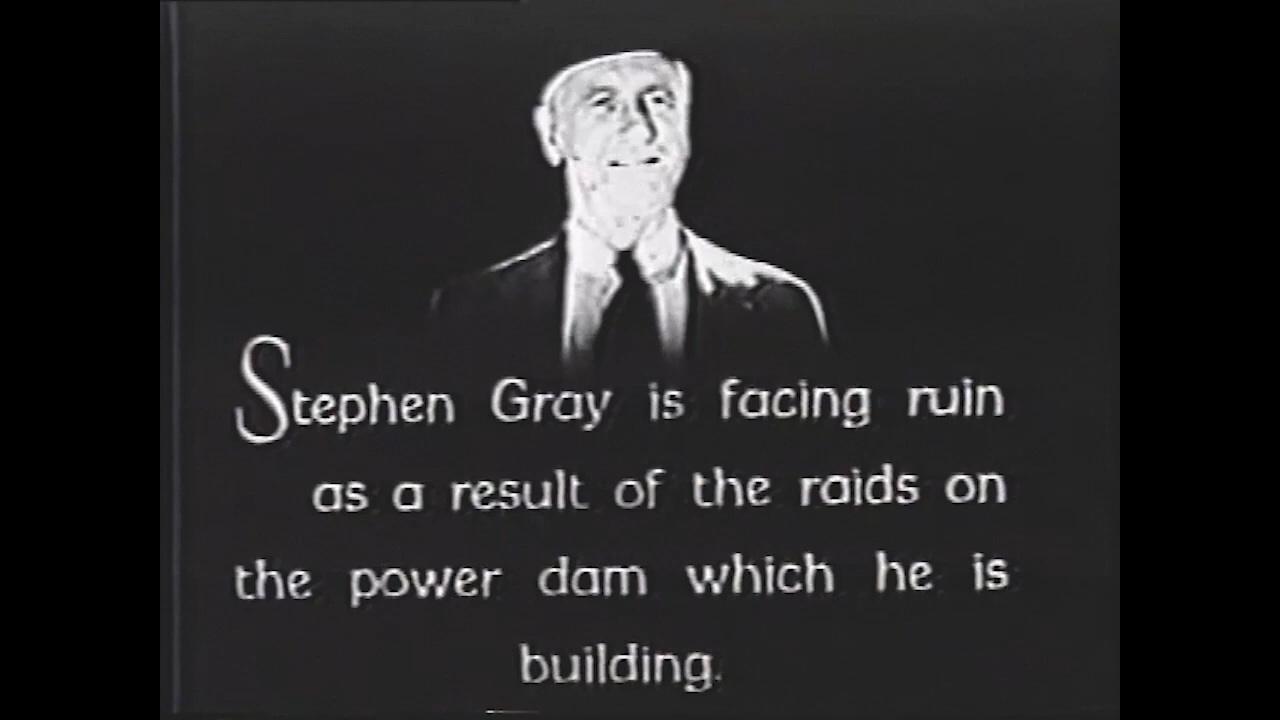 Stephen Gray is facing ruin
as a result of the raids on
the power dam which he is
building.